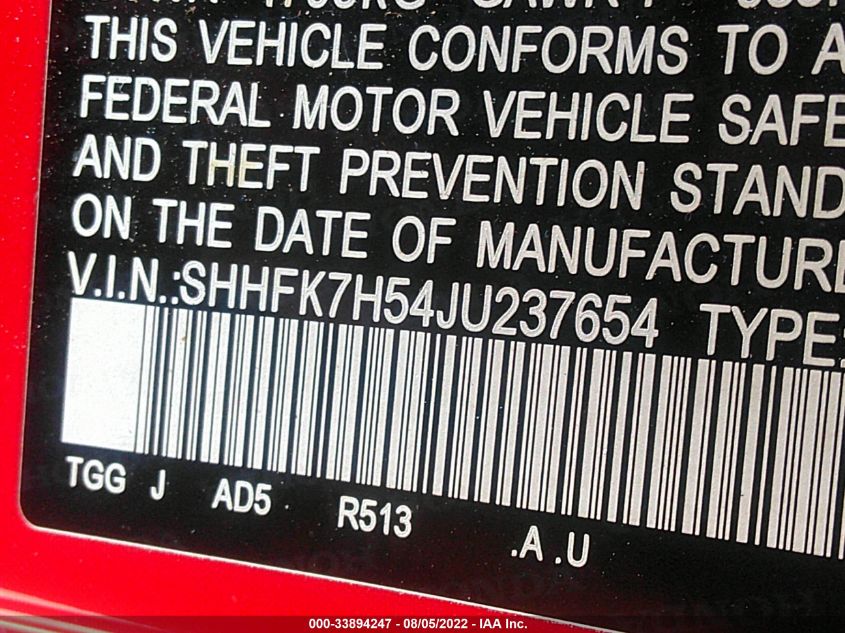 THIS VEHICLE CONFORMS TO A
FEDERAL MOTOR VEHICLE SAFE
AND THEFT PREVENTION STAND
ON THE DATE OF MANUFACTURE
V.I.N.:SHHFK7H54JU237654 TYPE:
TGG J AD5 R513 .A .U
000-33894247 - 08/05/2022 - IAA Inc.